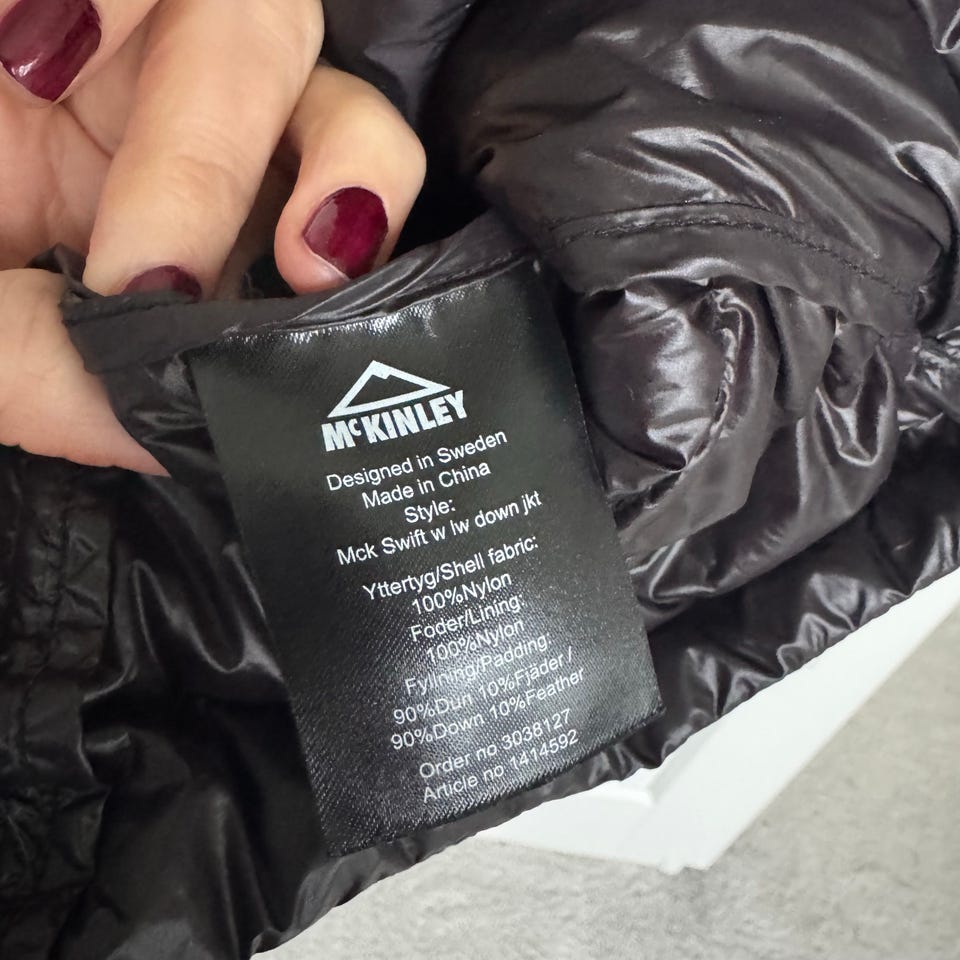 McKINLEY
Designed in Sweden
Made in China
Style:
Mck Swift w lw down jkt
Yttertyg/Shell fabric:
100%Nylon
Foder/Lining:
100%Nylon
Fyllning/Padding:
90%Dun 10%Fjäder /
90%Down 10%Feather
Order no 3038127
Article no 1414592